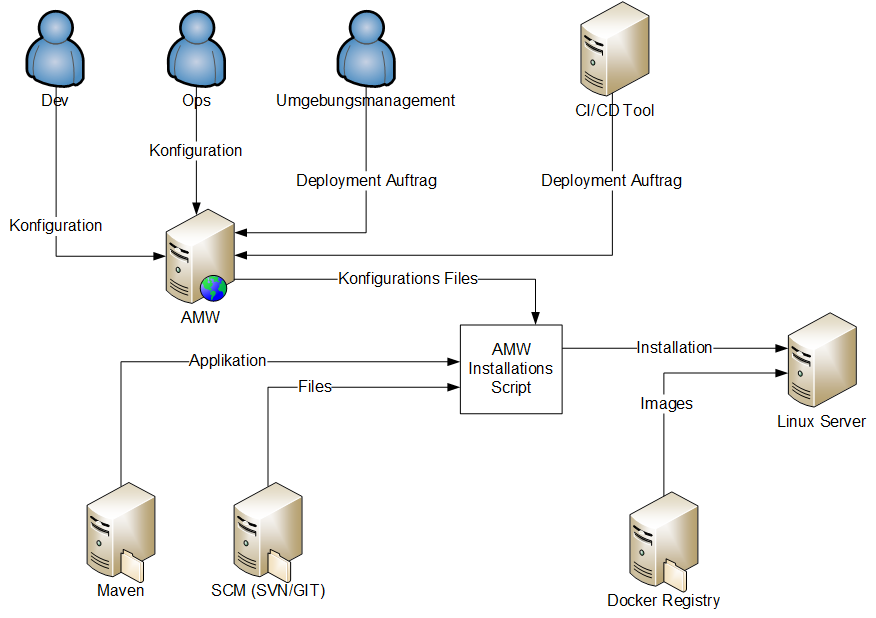 Dev
Ops
Umgebungsmanagement
CI/CD Tool
Konfiguration
Deployment Auftrag
Deployment Auftrag
Konfiguration
Konfigurations Files
AMW
AMW
Installations
Script
Installation
Applikation
Files
Images
Linux Server
Maven
SCM (SVN/GIT)
Docker Registry